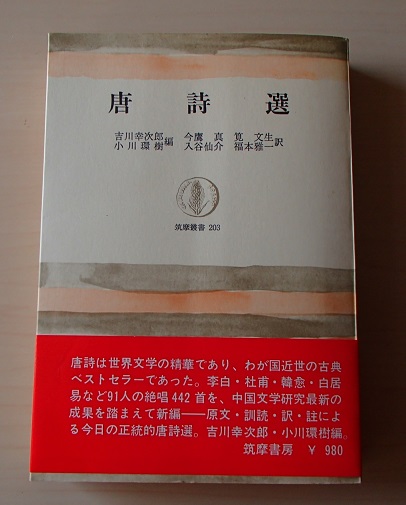 唐詩選
吉川幸次郎 小川環樹 編 今鷹真 筧文生 入谷仙介 福本雅一 訳
筑摩叢書 203
唐詩は世界文学の精華であり、わが国近世の古典
ベストセラーであった。李白・杜甫・韓愈・白居
易など91人の絶唱442首を、中国文学研究最新の
成果を踏まえて新編——原文・訓読・訳・註によ
る今日の正統的唐詩選。吉川幸次郎・小川環樹編。
筑摩書房 ￥980